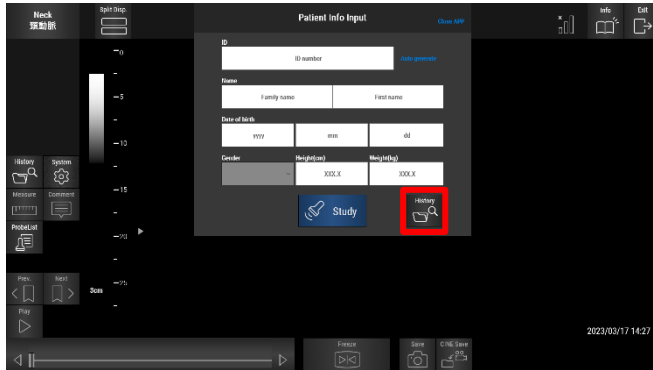 Neck
頚動脈
Split Disp.
Patient Info Input
Close APP
Info
Exit
ID
ID number
Auto generate
Name
Family name
First name
Date of birth
yyyy
mm
dd
Gender
Height(cm)
Weight(kg)
XXX.X
XXX.X
Study
History
0
5
10
15
20
25
3cm
History
System
Measure
Comment
ProbeList
Prev.
Next
Play
Freeze
Save
CINE Save
2023/03/17 14:27